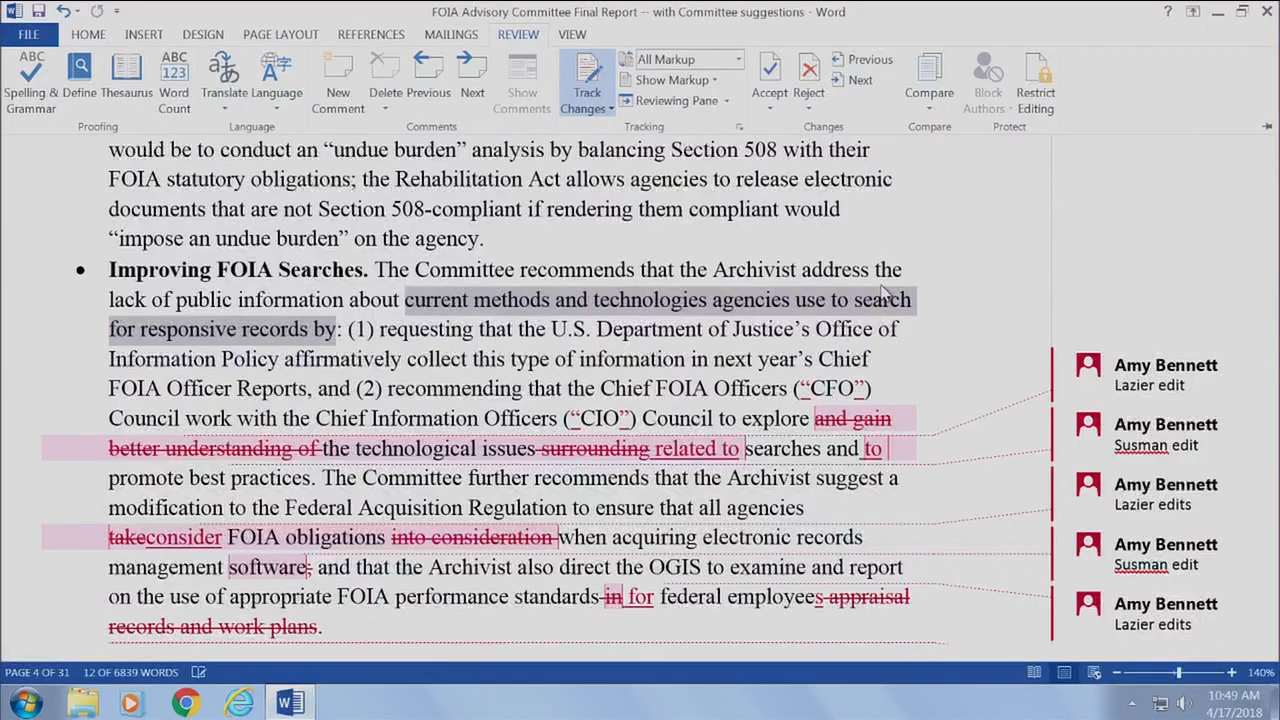 FOIA Advisory Committee Final Report -- with Committee suggestions - Word
FILE HOME INSERT DESIGN PAGE LAYOUT REFERENCES MAILINGS REVIEW VIEW
ABC Spelling & Grammar
Define
Thesaurus
ABC 123 Word Count
Translate
Language
New Comment
Delete
Previous
Next
Show Comments
Track Changes
All Markup
Show Markup
Reviewing Pane
Accept
Reject
Previous
Next
Compare
Block Authors
Restrict Editing
Proofing Language Comments Tracking Changes Compare Protect
would be to conduct an “undue burden” analysis by balancing Section 508 with their
FOIA statutory obligations; the Rehabilitation Act allows agencies to release electronic
documents that are not Section 508-compliant if rendering them compliant would
“impose an undue burden” on the agency.
• Improving FOIA Searches. The Committee recommends that the Archivist address the
lack of public information about current methods and technologies agencies use to search
for responsive records by: (1) requesting that the U.S. Department of Justice’s Office of
Information Policy affirmatively collect this type of information in next year’s Chief
FOIA Officer Reports, and (2) recommending that the Chief FOIA Officers (“CFO”)
Council work with the Chief Information Officers (“CIO”) Council to explore and gain
better understanding of the technological issues surrounding related to searches and to
promote best practices. The Committee further recommends that the Archivist suggest a
modification to the Federal Acquisition Regulation to ensure that all agencies
takeconsider FOIA obligations into consideration when acquiring electronic records
management software, and that the Archivist also direct the OGIS to examine and report
on the use of appropriate FOIA performance standards in for federal employees appraisal
records and work plans.
Amy Bennett
Lazier edit
Amy Bennett
Susman edit
Amy Bennett
Lazier edits
Amy Bennett
Susman edit
Amy Bennett
Lazier edits
PAGE 4 OF 31 12 OF 6839 WORDS 140%
10:49 AM
4/17/2018